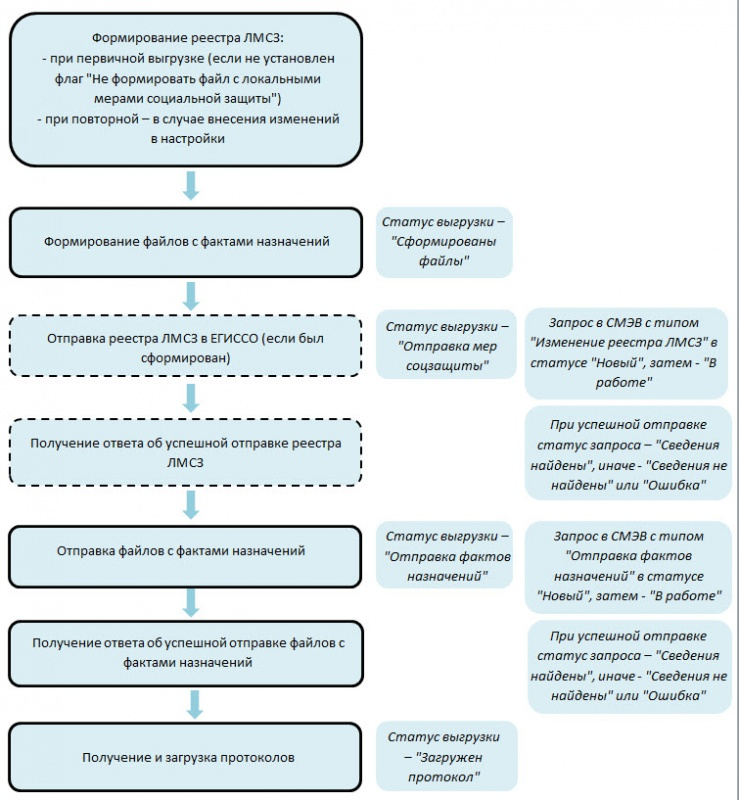 Формирование реестра ЛМСЗ:
- при первичной выгрузке (если не установлен
флаг "Не формировать файл с локальными
мерами социальной защиты")
- при повторной – в случае внесения изменений
в настройки
Формирование файлов с фактами назначений
Статус выгрузки –
"Сформированы
файлы"
Отправка реестра ЛМСЗ в ЕГИССО (если был
сформирован)
Статус выгрузки –
"Отправка мер
соцзащиты"
Запрос в СМЭВ с типом
"Изменение реестра ЛМСЗ" в
статусе "Новый", затем - "В
работе"
Получение ответа об успешной отправке реестра
ЛМСЗ
При успешной отправке
статус запроса – "Сведения
найдены", иначе - "Сведения не
найдены" или "Ошибка"
Отправка файлов с фактами назначений
Статус выгрузки –
"Отправка фактов
назначений"
Запрос в СМЭВ с типом
"Отправка фактов
назначений" в статусе
"Новый", затем - "В работе"
Получение ответа об успешной отправке файлов с
фактами назначений
При успешной отправке
статус запроса – "Сведения
найдены", иначе - "Сведения не
найдены" или "Ошибка"
Получение и загрузка протоколов
Статус выгрузки
– "Загружен
протокол"